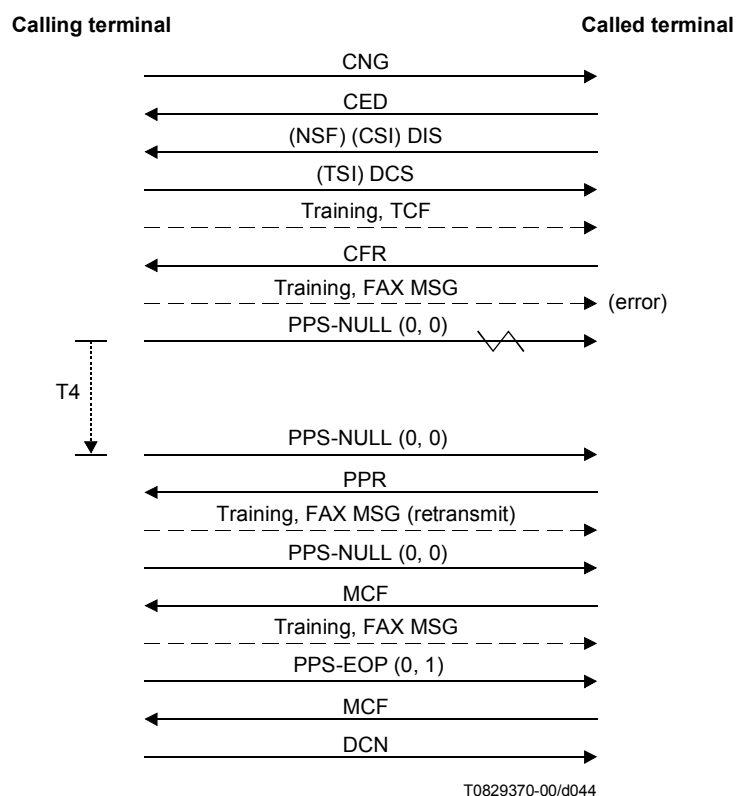 Calling terminal Called terminal
CNG
CED
(NSF) (CSI) DIS
(TSI) DCS
Training, TCF
CFR
Training, FAX MSG
(error)
PPS-NULL (0, 0)
T4
PPS-NULL (0, 0)
PPR
Training, FAX MSG (retransmit)
PPS-NULL (0, 0)
MCF
Training, FAX MSG
PPS-EOP (0, 1)
MCF
DCN
T0829370-00/d044